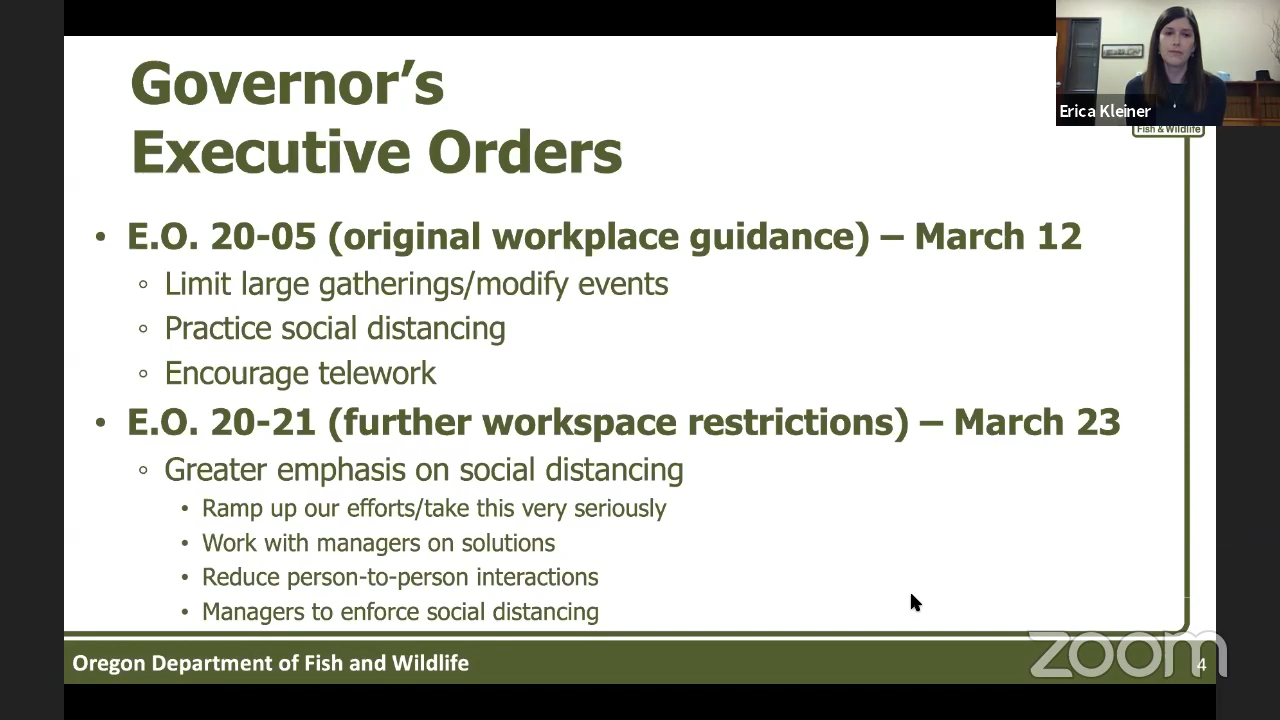 Governor’s
Executive Orders
Erica Kleiner
Fish & Wildlife
• E.O. 20-05 (original workplace guidance) – March 12
◦ Limit large gatherings/modify events
◦ Practice social distancing
◦ Encourage telework
• E.O. 20-21 (further workspace restrictions) – March 23
◦ Greater emphasis on social distancing
• Ramp up our efforts/take this very seriously
• Work with managers on solutions
• Reduce person-to-person interactions
• Managers to enforce social distancing
Oregon Department of Fish and Wildlife
zoom
4